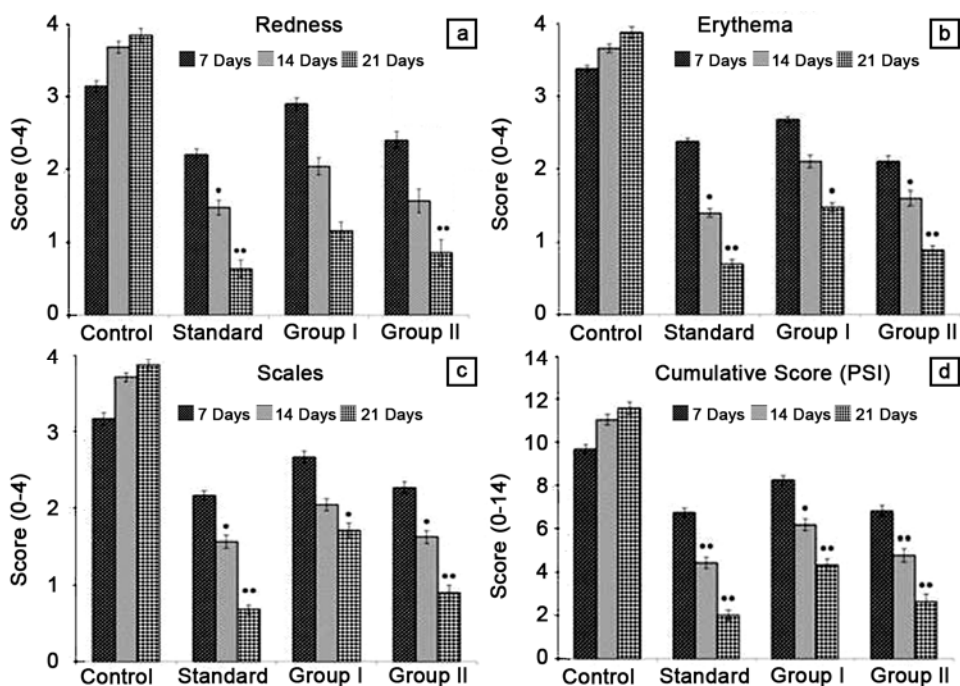 Redness
a
7 Days 14 Days 21 Days
Score (0-4)
4
3
2
1
0
•
••
••
Control Standard Group I Group II
Erythema
b
7 Days 14 Days 21 Days
Score (0-4)
4
3
2
1
0
•
••
•
•
••
Control Standard Group I Group II
Scales
c
7 Days 14 Days 21 Days
Score (0-4)
4
3
2
1
0
•
••
•
•
••
Control Standard Group I Group II
Cumulative Score (PSI)
d
7 Days 14 Days 21 Days
Score (0-14)
14
12
10
8
6
4
2
0
••
••
•
••
••
••
Control Standard Group I Group II